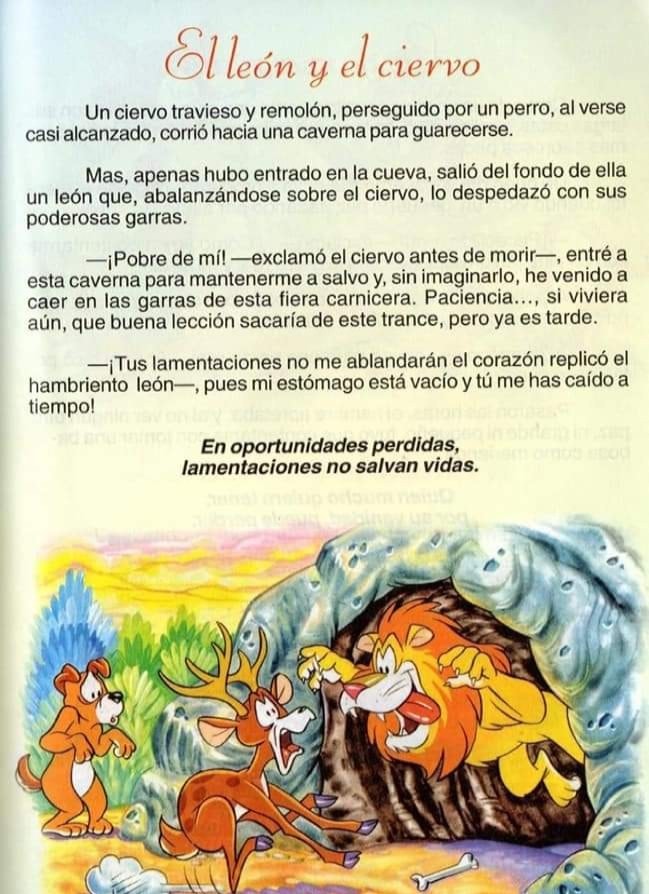 El león y el ciervo
Un ciervo travieso y remolón, perseguido por un perro, al verse
casi alcanzado, corrió hacia una caverna para guarecerse.
Mas, apenas hubo entrado en la cueva, salió del fondo de ella
un león que, abalanzándose sobre el ciervo, lo despedazó con sus
poderosas garras.
—¡Pobre de mí! —exclamó el ciervo antes de morir—, entré a
esta caverna para mantenerme a salvo y, sin imaginarlo, he venido a
caer en las garras de esta fiera carnicera. Paciencia..., si viviera
aún, que buena lección sacaría de este trance, pero ya es tarde.
—¡Tus lamentaciones no me ablandarán el corazón replicó el
hambriento león—, pues mi estómago está vacío y tú me has caído a
tiempo!
En oportunidades perdidas,
lamentaciones no salvan vidas.